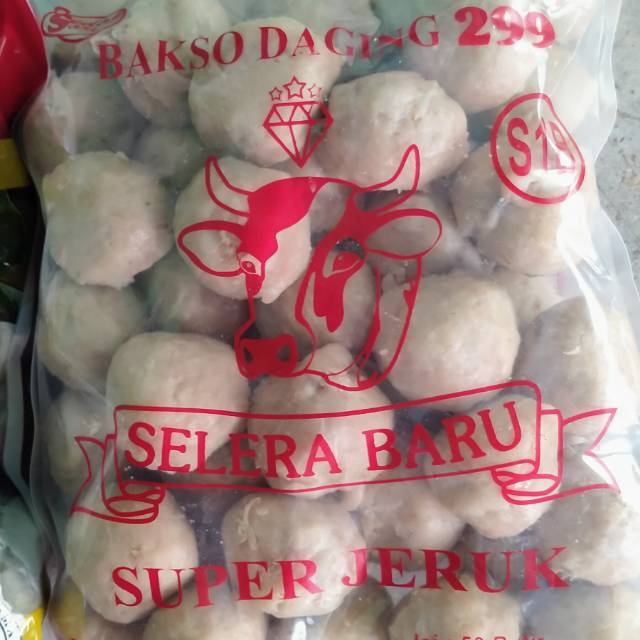 BAKSO DAGING 299
S19
SELERA BARU
SUPER JERUK